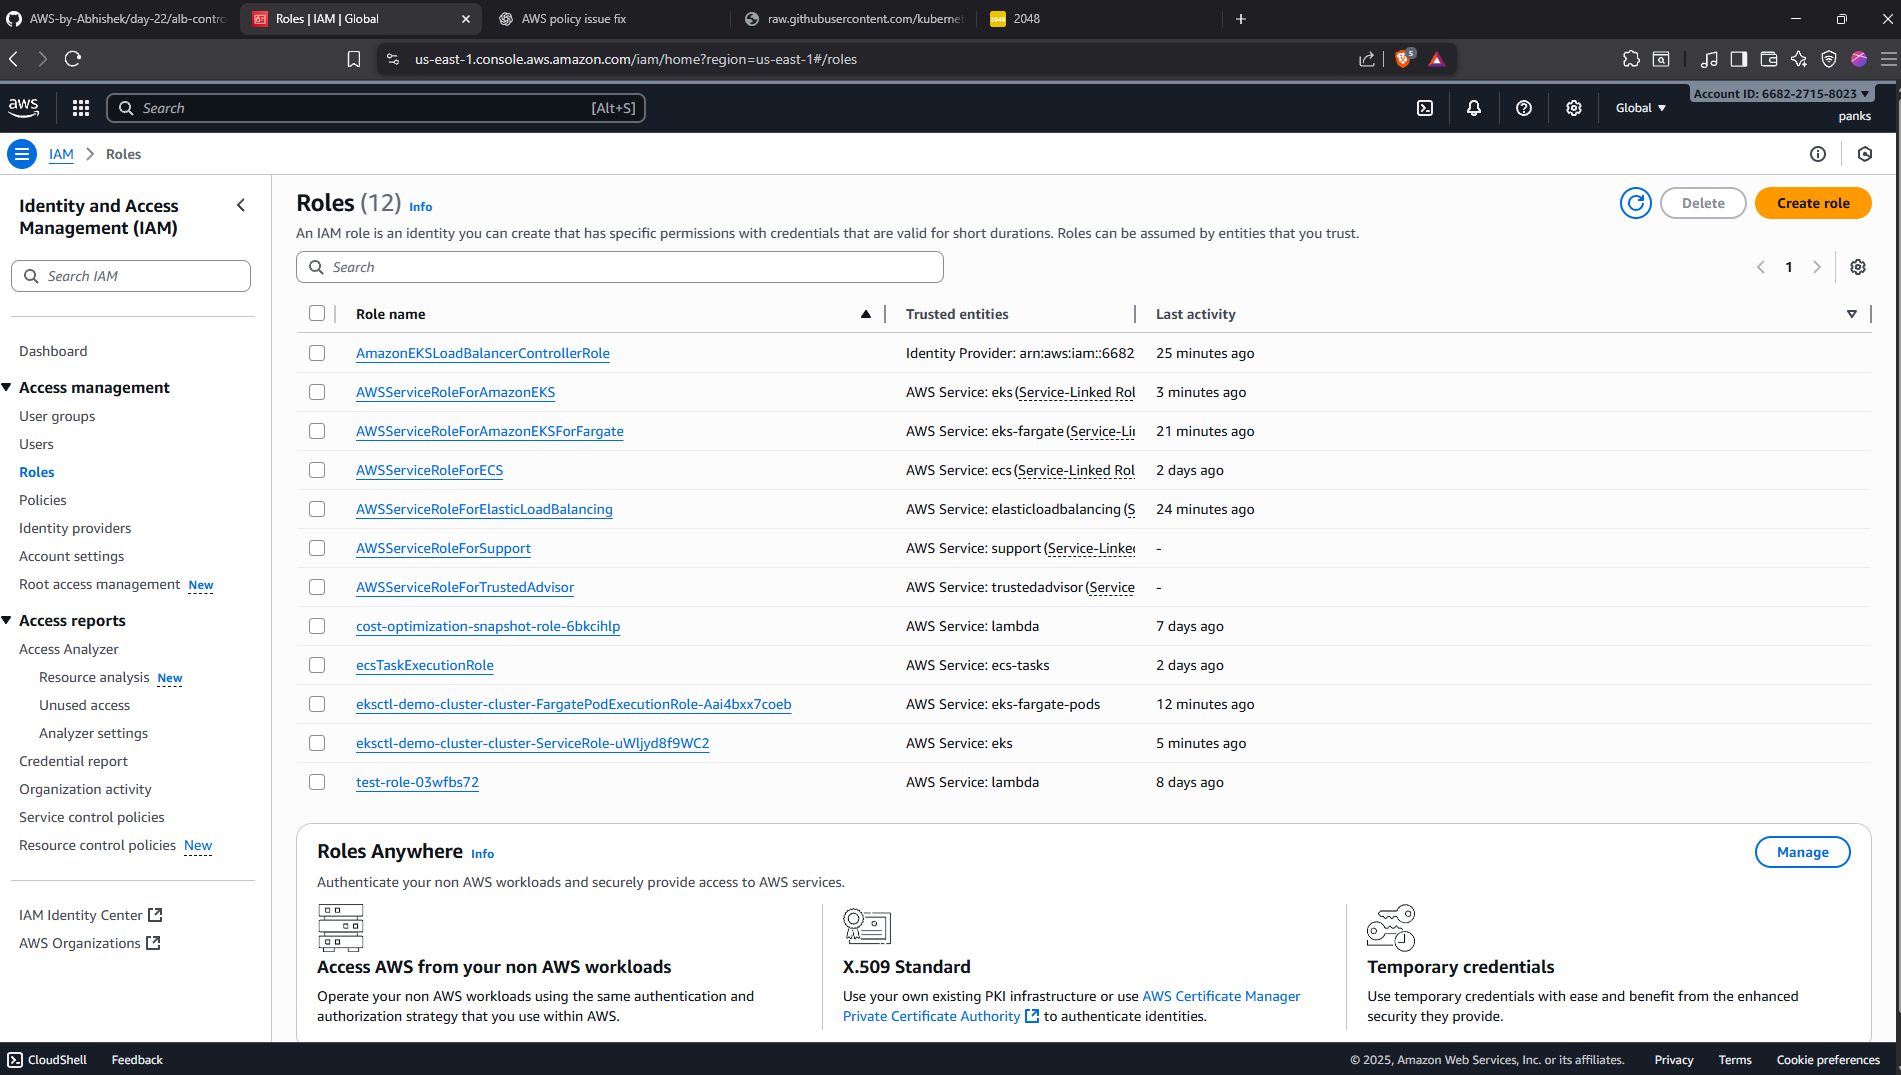 AWS-by-Abhishek/day-22/alb-contro
Roles | IAM | Global
AWS policy issue fix
raw.githubusercontent.com/kubernet
2048
us-east-1.console.aws.amazon.com/iam/home?region=us-east-1#/roles
5
aws
Search
[Alt+S]
Global
Account ID: 6682-2715-8023
panks
IAM
Roles
Identity and Access
Management (IAM)
Search IAM
Dashboard
Access management
User groups
Users
Roles
Policies
Identity providers
Account settings
Root access management New
Access reports
Access Analyzer
Resource analysis New
Unused access
Analyzer settings
Credential report
Organization activity
Service control policies
Resource control policies New
IAM Identity Center
AWS Organizations
Roles (12) Info
Delete
Create role
An IAM role is an identity you can create that has specific permissions with credentials that are valid for short durations. Roles can be assumed by entities that you trust.
Search
1
Role name
Trusted entities
Last activity
AmazonEKSLoadBalancerControllerRole
Identity Provider: arn:aws:iam::6682
25 minutes ago
AWSServiceRoleForAmazonEKS
AWS Service: eks (Service-Linked Rol
3 minutes ago
AWSServiceRoleForAmazonEKSForFargate
AWS Service: eks-fargate (Service-Li
21 minutes ago
AWSServiceRoleForECS
AWS Service: ecs (Service-Linked Rol
2 days ago
AWSServiceRoleForElasticLoadBalancing
AWS Service: elasticloadbalancing (S
24 minutes ago
AWSServiceRoleForSupport
AWS Service: support (Service-Linked
-
AWSServiceRoleForTrustedAdvisor
AWS Service: trustedadvisor (Service
-
cost-optimization-snapshot-role-6bkcihlp
AWS Service: lambda
7 days ago
ecsTaskExecutionRole
AWS Service: ecs-tasks
2 days ago
eksctl-demo-cluster-cluster-FargatePodExecutionRole-Aai4bxx7coeb
AWS Service: eks-fargate-pods
12 minutes ago
eksctl-demo-cluster-cluster-ServiceRole-uWljyd8f9WC2
AWS Service: eks
5 minutes ago
test-role-03wfbs72
AWS Service: lambda
8 days ago
Roles Anywhere Info
Manage
Authenticate your non AWS workloads and securely provide access to AWS services.
Access AWS from your non AWS workloads
Operate your non AWS workloads using the same authentication and
authorization strategy that you use within AWS.
X.509 Standard
Use your own existing PKI infrastructure or use AWS Certificate Manager
Private Certificate Authority to authenticate identities.
Temporary credentials
Use temporary credentials with ease and benefit from the enhanced
security they provide.
CloudShell
Feedback
© 2025, Amazon Web Services, Inc. or its affiliates.
Privacy
Terms
Cookie preferences